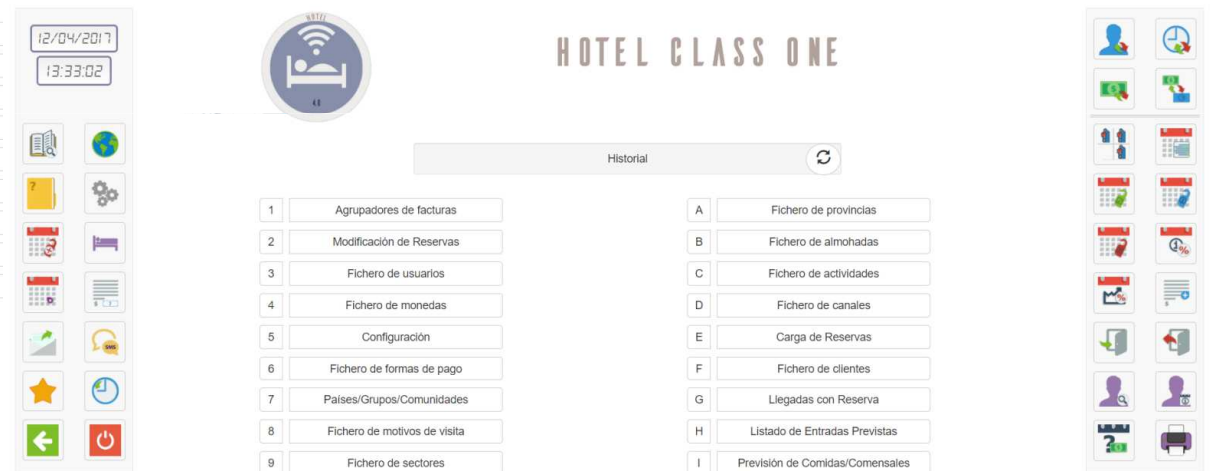 12/04/2017
13:33:02
HOTEL
4.0
HOTEL CLASS ONE
Historial
1 Agrupadores de facturas
2 Modificación de Reservas
3 Fichero de usuarios
4 Fichero de monedas
5 Configuración
6 Fichero de formas de pago
7 Países/Grupos/Comunidades
8 Fichero de motivos de visita
9 Fichero de sectores
A Fichero de provincias
B Fichero de almohadas
C Fichero de actividades
D Fichero de canales
E Carga de Reservas
F Fichero de clientes
G Llegadas con Reserva
H Listado de Entradas Previstas
I Previsión de Comidas/Comensales
SMS